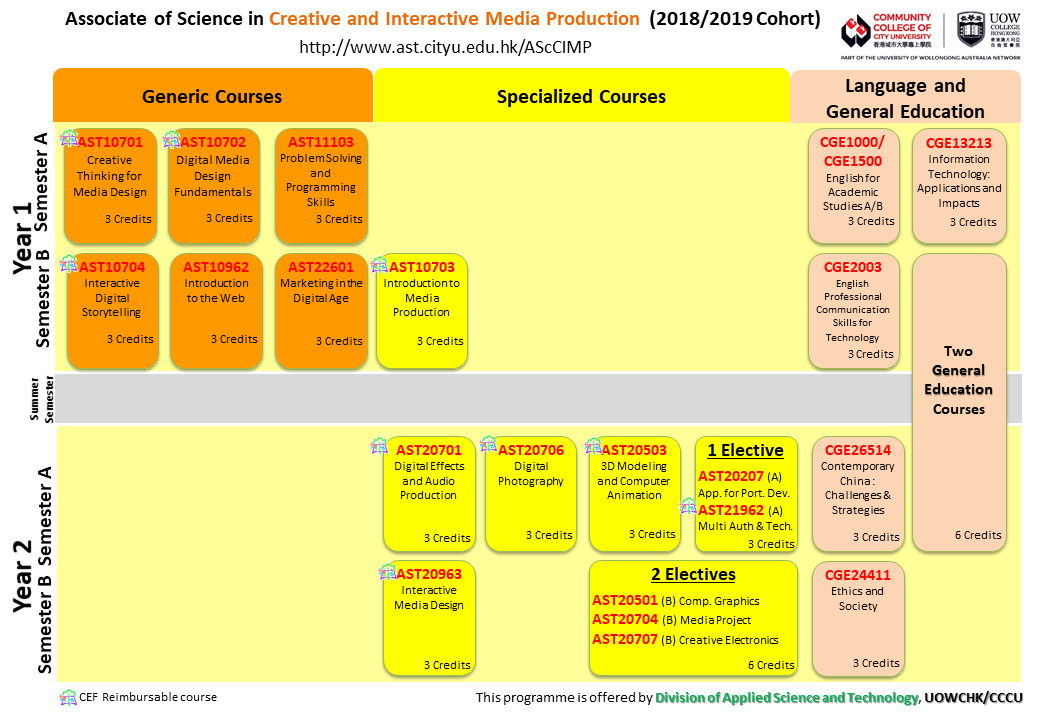 Associate of Science in Creative and Interactive Media Production (2018/2019 Cohort)
http://www.ast.cityu.edu.hk/AScCIMP
COMMUNITY
COLLEGE OF
CITY UNIVERSITY
香港城市大學專上學院
UOW
COLLEGE
HONG KONG
PART OF THE UNIVERSITY OF WOLLONGONG AUSTRALIA NETWORK
Generic Courses
Specialized Courses
Language and
General Education
Year 1
Semester A
AST10701
Creative
Thinking for
Media Design
3 Credits
AST10702
Digital Media
Design
Fundamentals
3 Credits
AST11103
Problem Solving
and
Programming
Skills
3 Credits
CGE1000/
CGE1500
English for
Academic
Studies A/B
3 Credits
CGE13213
Information
Technology:
Applications and
Impacts
3 Credits
Semester B
AST10704
Interactive
Digital
Storytelling
3 Credits
AST10962
Introduction
to the Web
3 Credits
AST22601
Marketing in the
Digital Age
3 Credits
AST10703
Introduction to
Media
Production
3 Credits
CGE2003
English
Professional
Communication
Skills for
Technology
3 Credits
Two
General
Education
Courses
6 Credits
Summer
Semester
Year 2
Semester A
AST20701
Digital Effects
and Audio
Production
3 Credits
AST20706
Digital
Photography
3 Credits
AST20503
3D Modeling
and Computer
Animation
3 Credits
1 Elective
AST20207 (A)
App. for Port. Dev.
AST21962 (A)
Multi Auth & Tech.
3 Credits
CGE26514
Contemporary
China :
Challenges &
Strategies
3 Credits
Semester B
AST20963
Interactive
Media Design
3 Credits
2 Electives
AST20501 (B) Comp. Graphics
AST20704 (B) Media Project
AST20707 (B) Creative Electronics
6 Credits
CGE24411
Ethics and
Society
3 Credits
CEF Reimbursable course
This programme is offered by Division of Applied Science and Technology, UOWCHK/CCCU